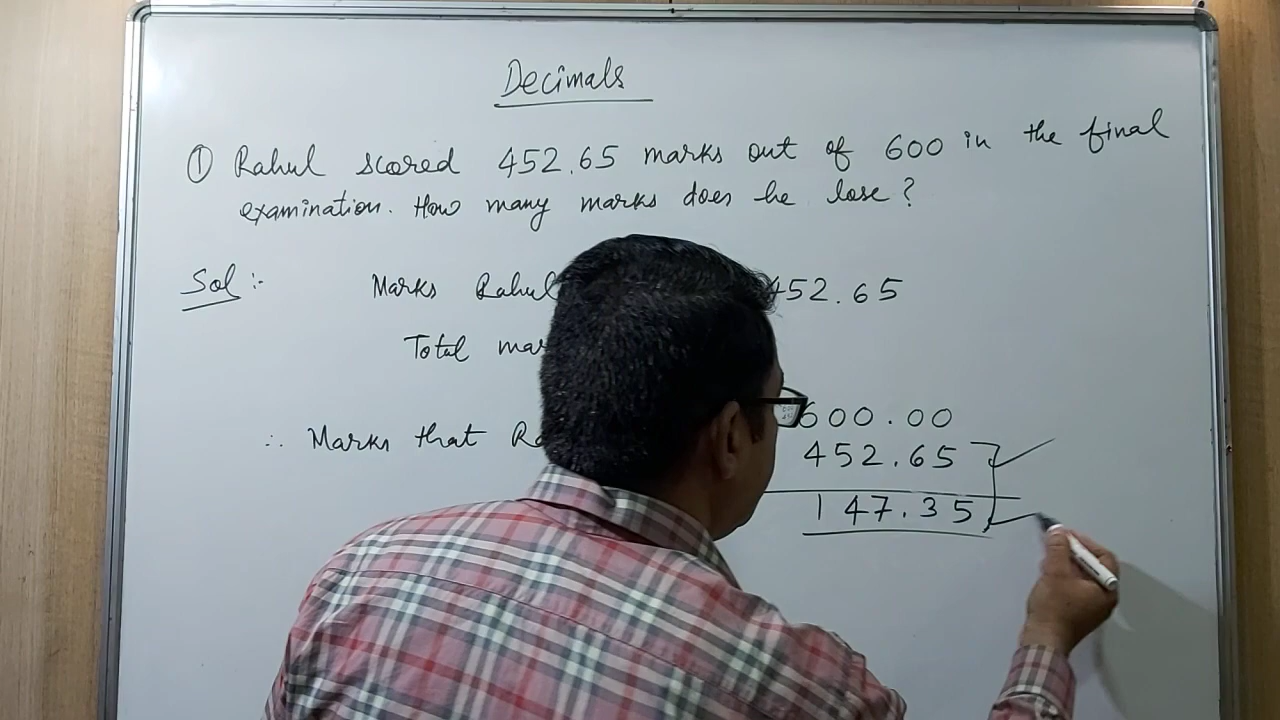 Decimals
① Rahul scored 452.65 marks out of 600 in the final
examination. How many marks does he lose?
Sol :- Marks Rahul 452.65
Total
600.00
∴ Marks that 452.65
147.35